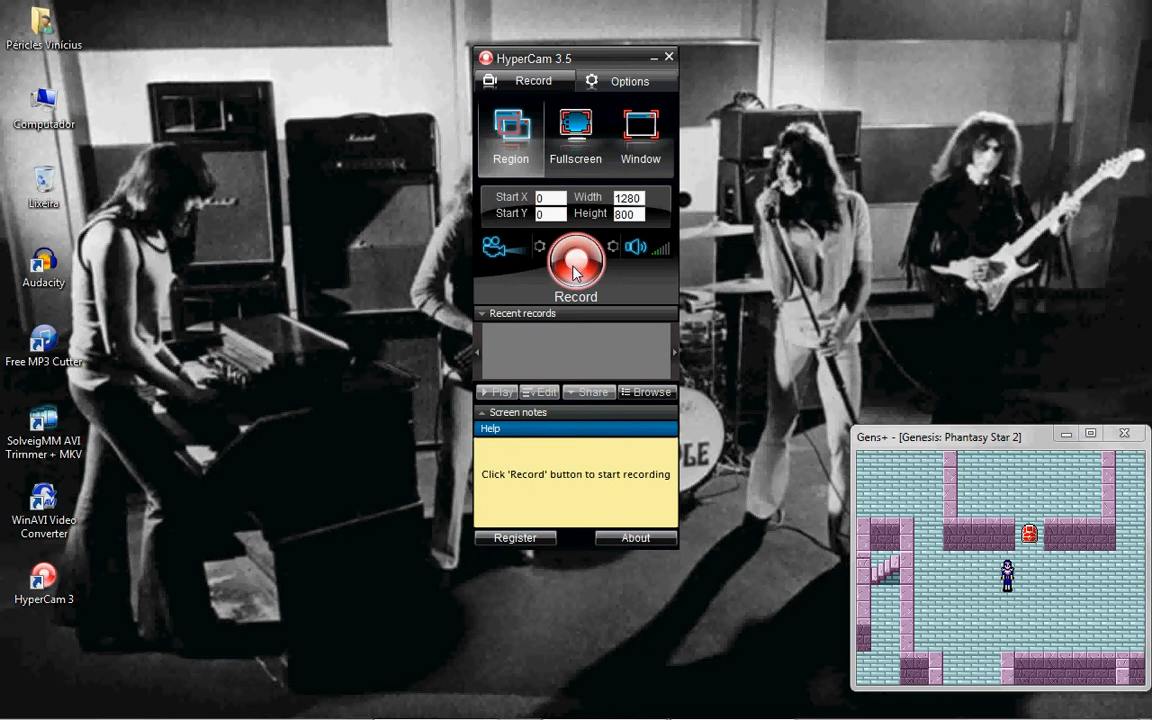 Péricles Vinícius
Computador
Lixeira
Audacity
Free MP3 Cutter
SolveigMM AVI
Trimmer + MKV
WinAVI Video
Converter
HyperCam 3
HyperCam 3.5
Record
Options
Region
Fullscreen
Window
Start X 0 Width 1280
Start Y 0 Height 800
Record
Recent records
Play Edit Share Browse
Screen notes
Help
Click 'Record' button to start recording
Register
About
Marshall
Gens+ - [Genesis: Phantasy Star 2]